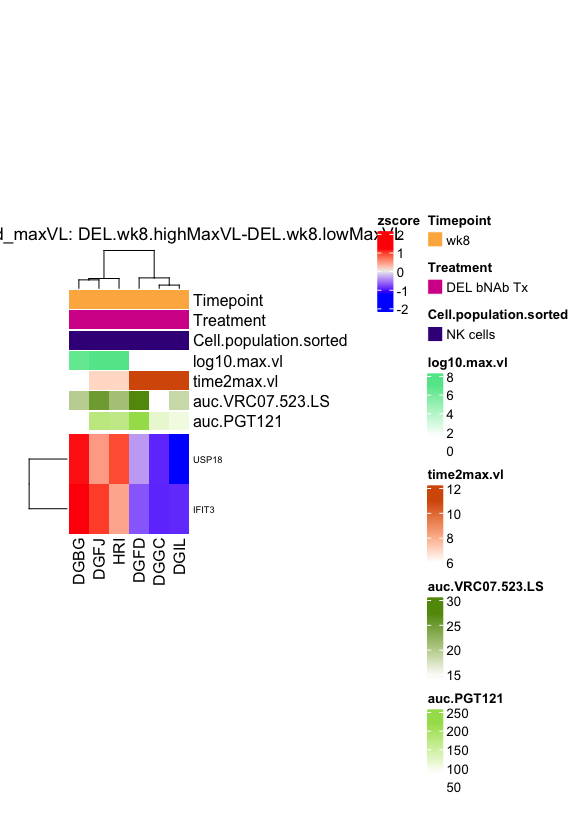 d_maxVL: DEL.wk8.highMaxVL-DEL.wk8.lowMaxVL
Timepoint
Treatment
Cell.population.sorted
log10.max.vl
time2max.vl
auc.VRC07.523.LS
auc.PGT121
USP18
IFIT3
DGBG
DGFJ
HRI
DGFD
DGGC
DGIL
zscore
2
1
0
-1
-2
Timepoint
wk8
Treatment
DEL bNAb Tx
Cell.population.sorted
NK cells
log10.max.vl
8
6
4
2
0
time2max.vl
12
10
8
6
auc.VRC07.523.LS
30
25
20
15
auc.PGT121
250
200
150
100
50